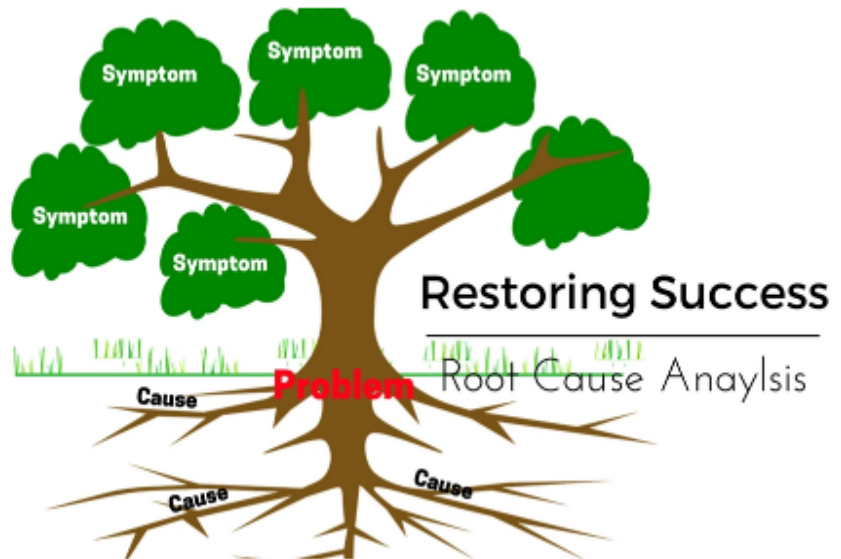 Symptom
Symptom
Symptom
Symptom
Symptom
Restoring Success
Root Cause Anaylsis
Problem
Cause
Cause
Cause